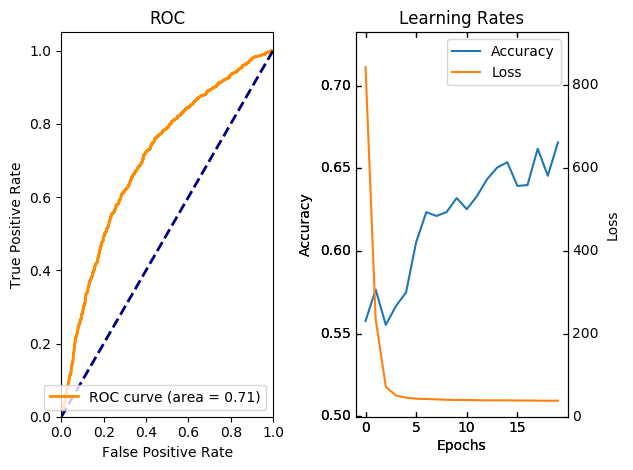 ROC
1.0
0.8
0.6
0.4
0.2
0.0
True Positive Rate
ROC curve (area = 0.71)
0.0 0.2 0.4 0.6 0.8 1.0
False Positive Rate
Learning Rates
Accuracy
Loss
0.70
0.65
0.60
0.55
0.50
Accuracy
800
600
400
200
0
Loss
0 5 10 15
Epochs